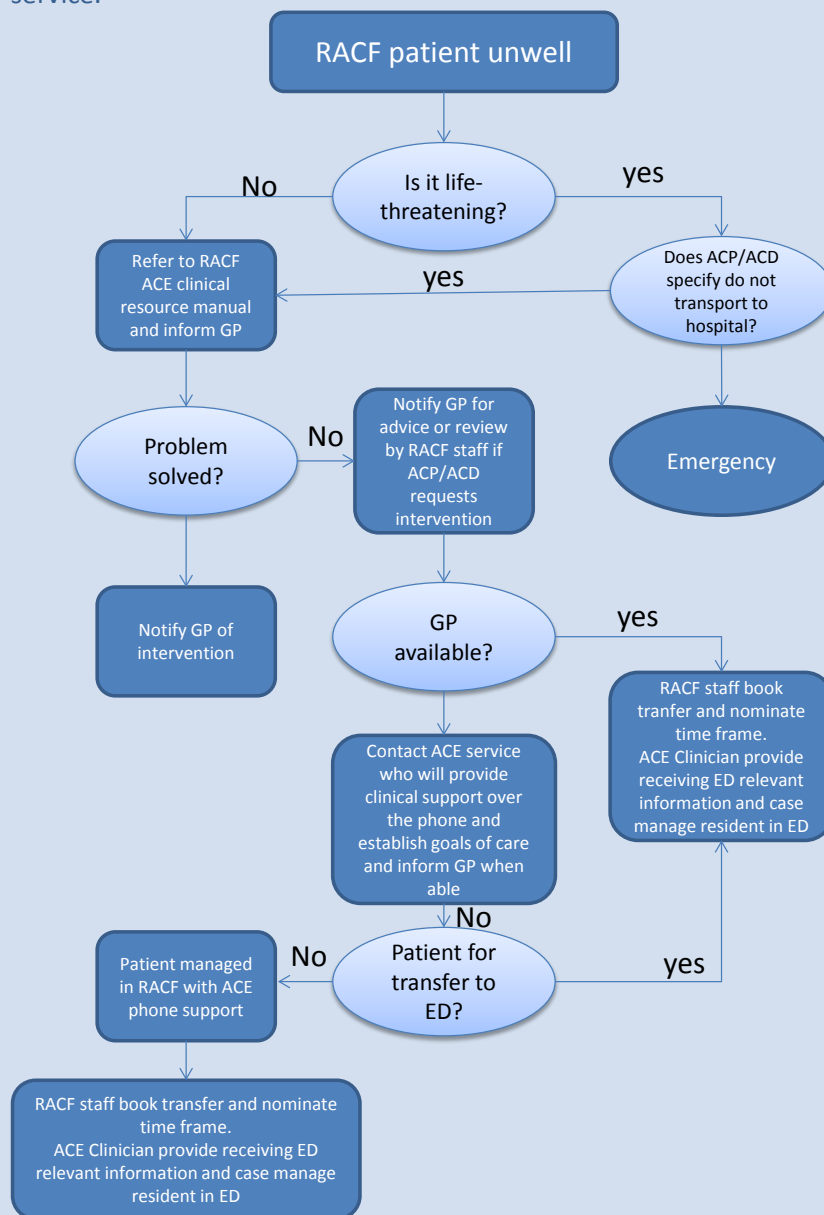 service.
RACF patient unwell
No
Is it life-
threatening?
yes
Refer to RACF
ACE clinical
resource manual
and inform GP
yes
Does ACP/ACD
specify do not
transport to
hospital?
Problem
solved?
No
Notify GP for
advice or review
by RACF staff if
ACP/ACD
requests
intervention
Emergency
Notify GP of
intervention
GP
available?
yes
RACF staff book
tranfer and nominate
time frame.
ACE Clinician provide
receiving ED relevant
information and case
manage resident in ED
Contact ACE service
who will provide
clinical support over
the phone and
establish goals of care
and inform GP when
able
No
Patient managed
in RACF with ACE
phone support
No
Patient for
transfer to
ED?
yes
RACF staff book transfer and nominate
time frame.
ACE Clinician provide receiving ED
relevant information and case manage
resident in ED